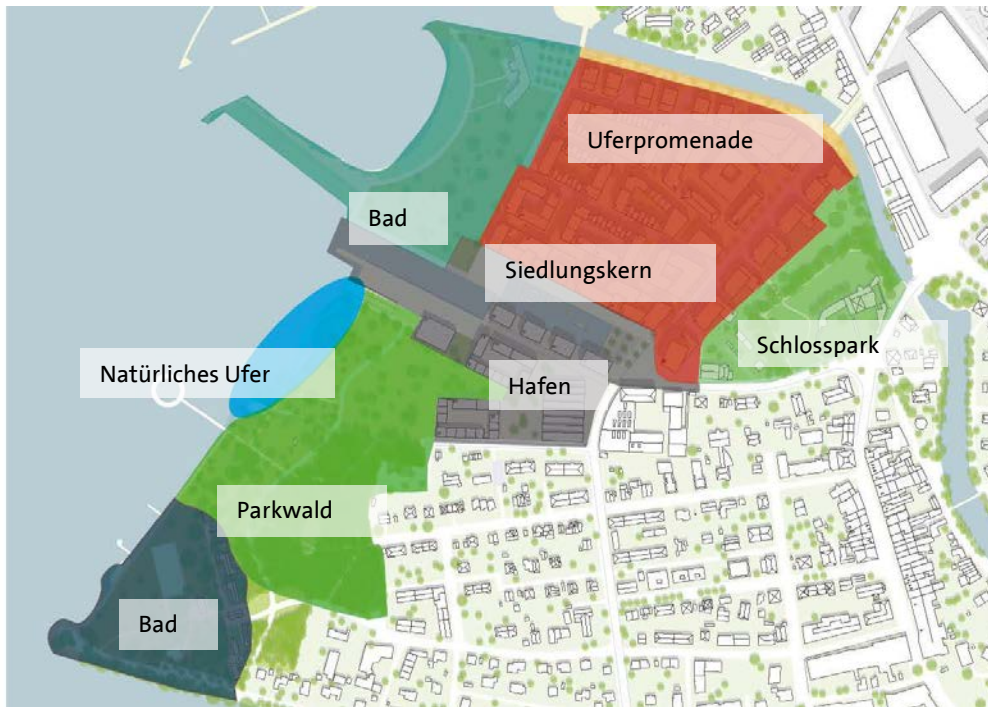 Uferpromenade
Bad
Siedlungskern
Schlosspark
Natürliches Ufer
Hafen
Parkwald
Bad